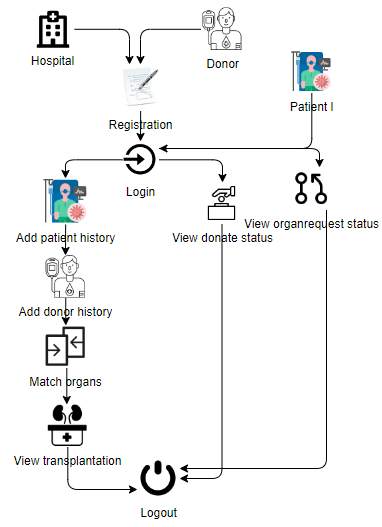 Hospital
Donor
Patient I
Registration
Login
Add patient history
View donate status
View organrequest status
Add donor history
Match organs
View transplantation
Logout